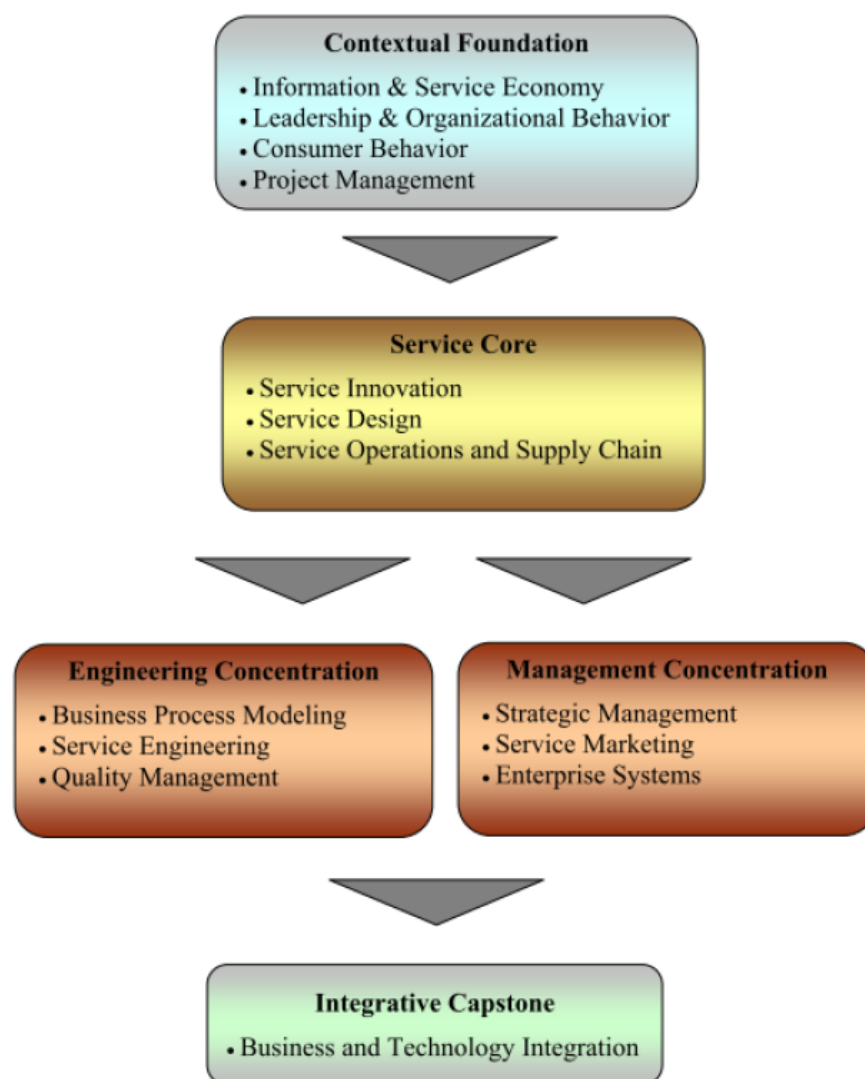 Contextual Foundation
• Information & Service Economy
• Leadership & Organizational Behavior
• Consumer Behavior
• Project Management
Service Core
• Service Innovation
• Service Design
• Service Operations and Supply Chain
Engineering Concentration
• Business Process Modeling
• Service Engineering
• Quality Management
Management Concentration
• Strategic Management
• Service Marketing
• Enterprise Systems
Integrative Capstone
• Business and Technology Integration